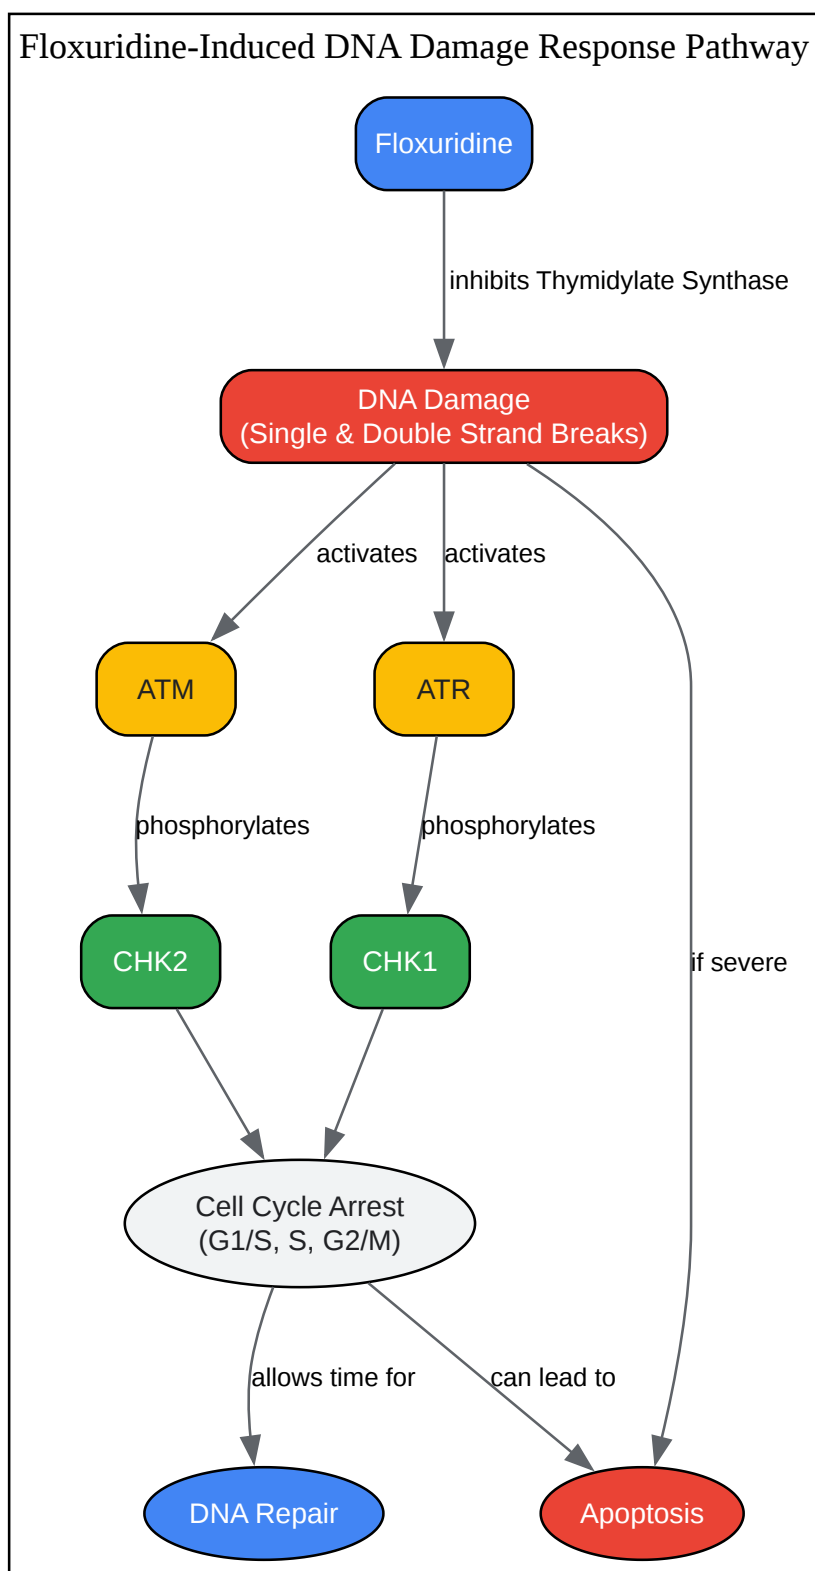 Floxuridine-Induced DNA Damage Response Pathway
Floxuridine
inhibits Thymidylate Synthase
DNA Damage
(Single & Double Strand Breaks)
activates
activates
ATM
ATR
phosphorylates
phosphorylates
CHK2
CHK1
if severe
Cell Cycle Arrest
(G1/S, S, G2/M)
allows time for
can lead to
DNA Repair
Apoptosis